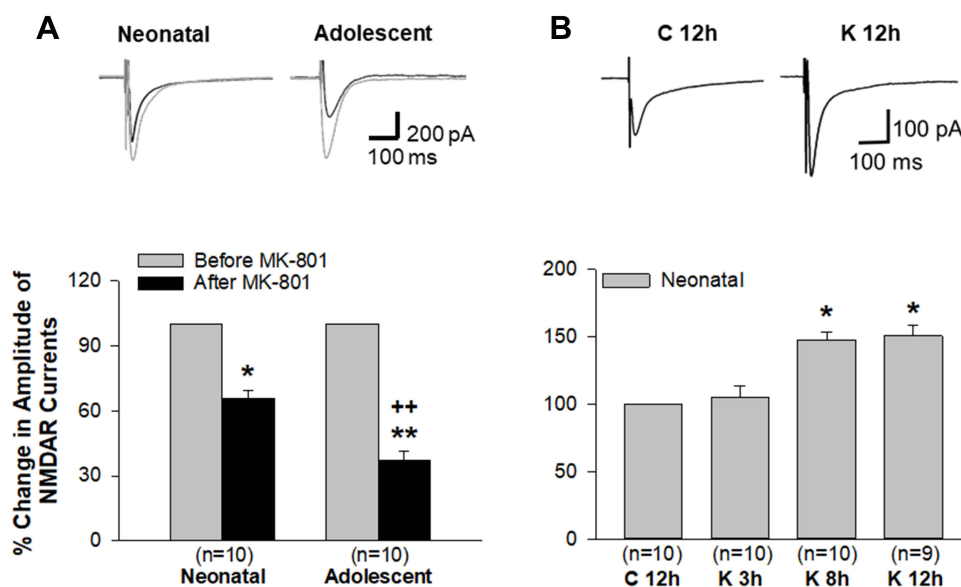 A
Neonatal
Adolescent
200 pA
100 ms
B
C 12h
K 12h
100 pA
100 ms
% Change in Amplitude of
NMDAR Currents
Before MK-801
After MK-801
120
90
60
30
0
*
++
**
(n=10)
(n=10)
Neonatal
Adolescent
Neonatal
200
150
100
50
0
*
*
(n=10)
(n=10)
(n=10)
(n=9)
C 12h
K 3h
K 8h
K 12h